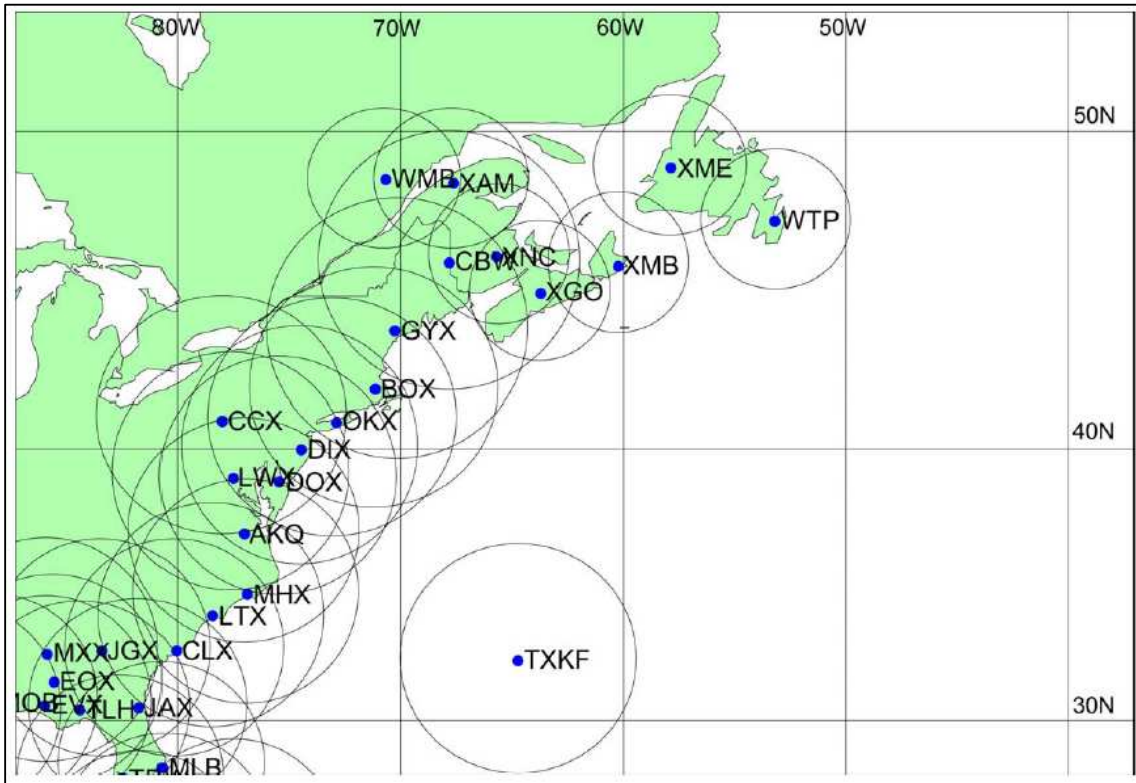 80W 70W 60W 50W
50N
WMB
XAM
XME
WTP
CBW
XNC
XMB
XGO
GYX
BOX
CCX
OKX
40N
DIX
LWX
DOX
AKQ
MHX
LTX
MXX
JGX
CLX
TXKF
EOX
MOB
EVX
TLH
JAX
30N
MLB